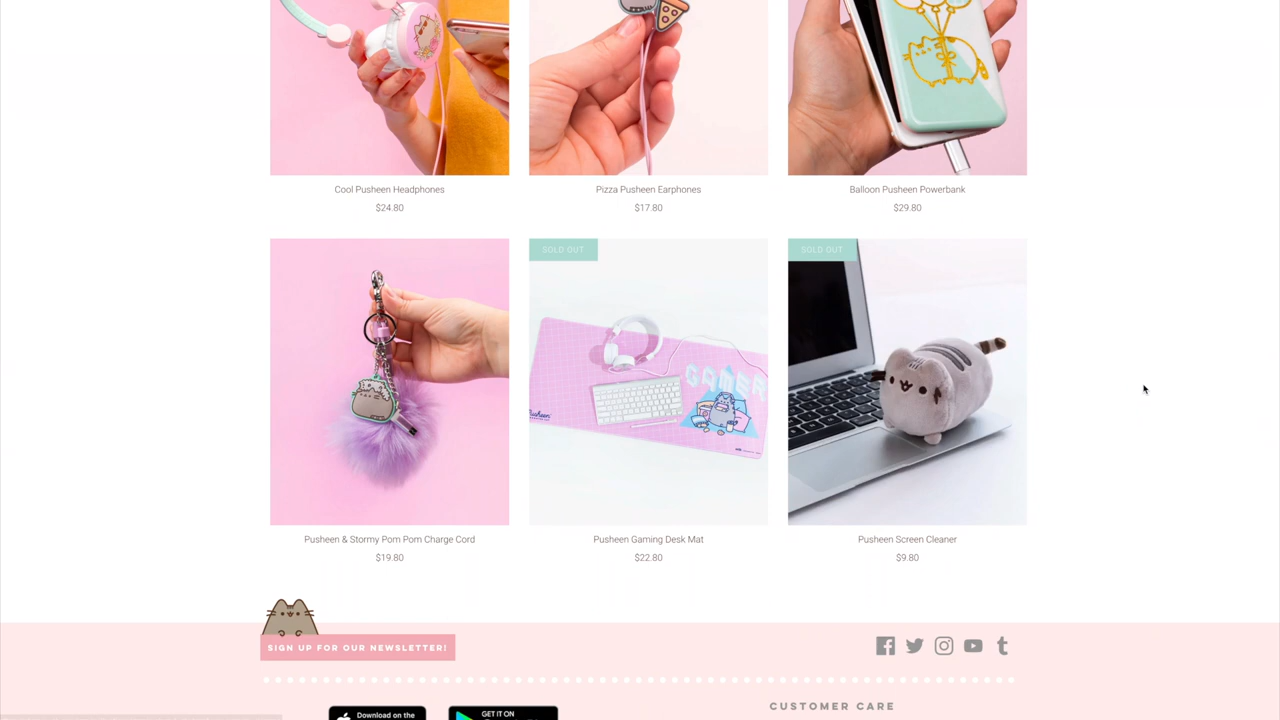 Cool Pusheen Headphones
$24.80
Pizza Pusheen Earphones
$17.80
Balloon Pusheen Powerbank
$29.80
SOLD OUT
SOLD OUT
GAMER
Pusheen & Stormy Pom Pom Charge Cord
$19.80
Pusheen Gaming Desk Mat
$22.80
Pusheen Screen Cleaner
$9.80
SIGN UP FOR OUR NEWSLETTER!
Download on the
GET IT ON
CUSTOMER CARE